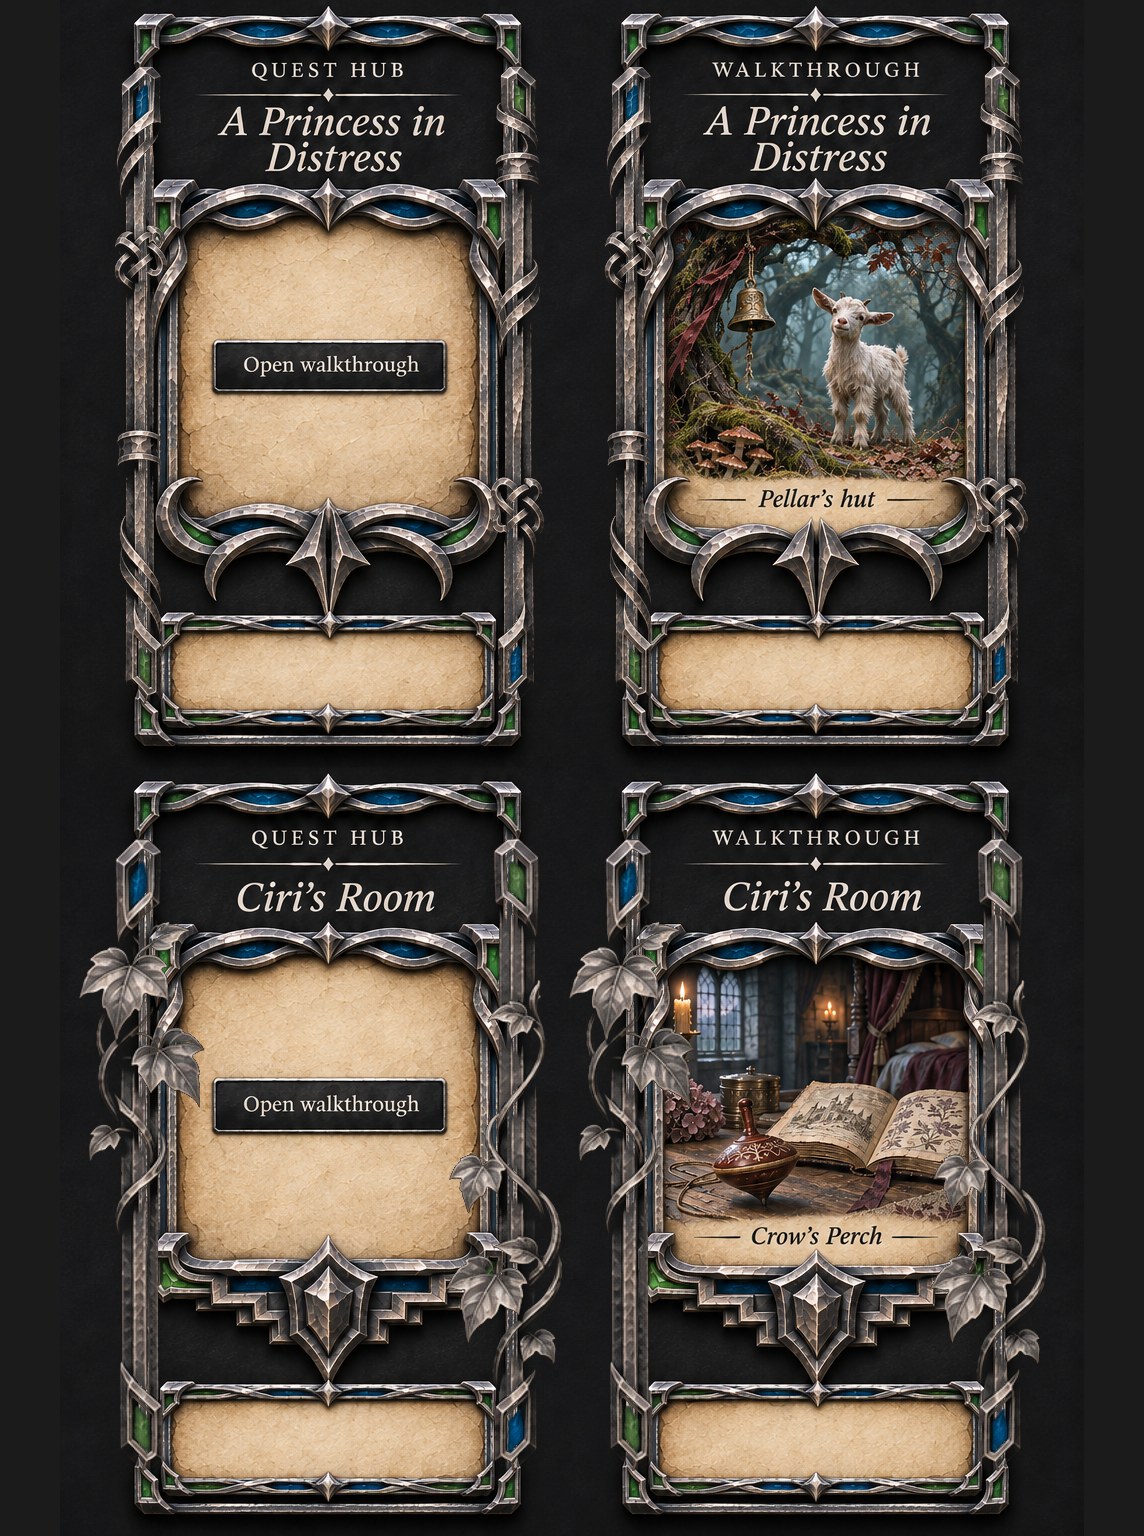 QUEST HUB
A Princess in
Distress
Open walkthrough
WALKTHROUGH
A Princess in
Distress
Pellar's hut
QUEST HUB
Ciri's Room
Open walkthrough
WALKTHROUGH
Ciri's Room
Crow's Perch